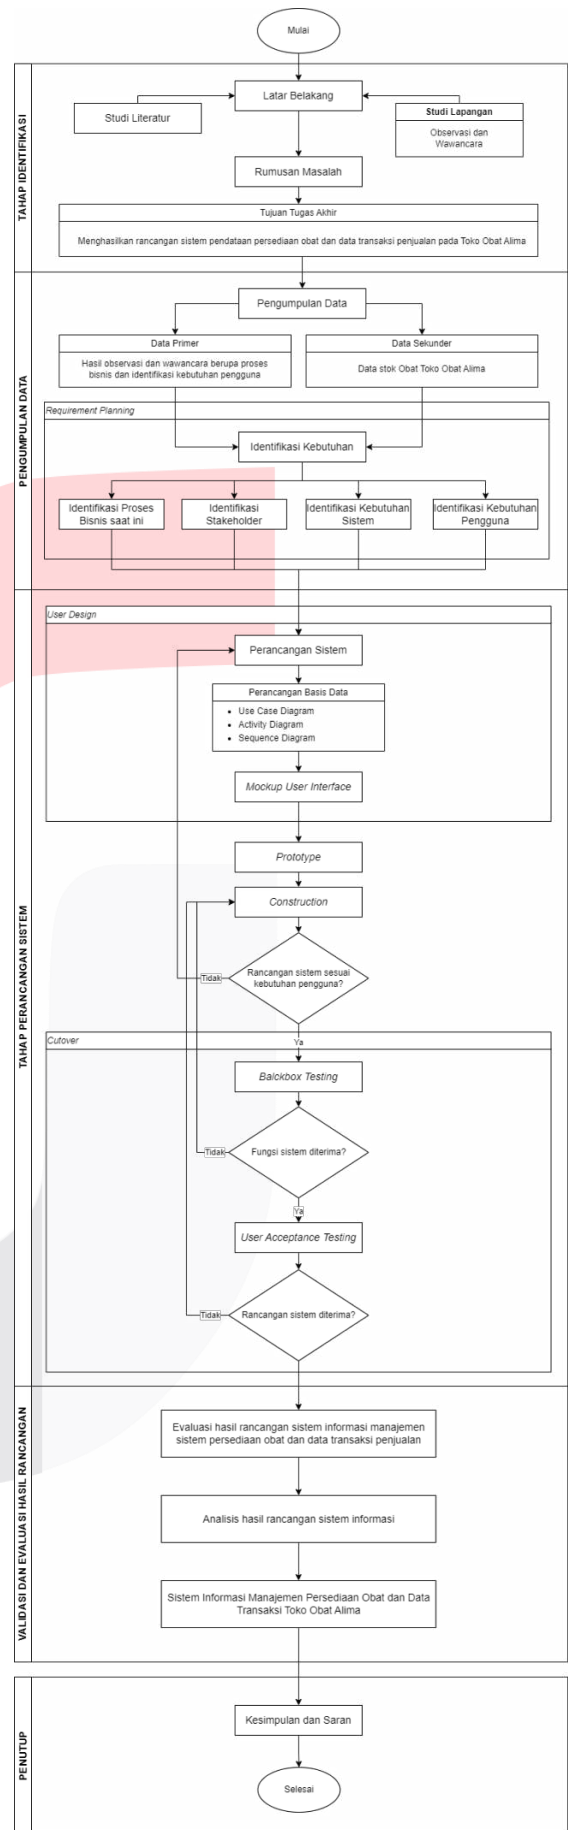 Mulai
TAHAP IDENTIFIKASI
Latar Belakang
Studi Literatur
Studi Lapangan
Observasi dan
Wawancara
Rumusan Masalah
Tujuan Tugas Akhir
Menghasilkan rancangan sistem pendataan persediaan obat dan data transaksi penjualan pada Toko Obat Alima
PENGUMPULAN DATA
Pengumpulan Data
Data Primer
Hasil observasi dan wawancara berupa proses
bisnis dan identifikasi kebutuhan pengguna
Data Sekunder
Data stok Obat Toko Obat Alima
Requirement Planning
Identifikasi Kebutuhan
Identifikasi Proses
Bisnis saat ini
Identifikasi
Stakeholder
Identifikasi Kebutuhan
Sistem
Identifikasi Kebutuhan
Pengguna
TAHAP PERANCANGAN SISTEM
User Design
Perancangan Sistem
Perancangan Basis Data
• Use Case Diagram
• Activity Diagram
• Sequence Diagram
Mockup User Interface
Prototype
Construction
Rancangan sistem sesuai
kebutuhan pengguna?
Tidak
Ya
Cutover
Balckbox Testing
Fungsi sistem diterima?
Tidak
Ya
User Acceptance Testing
Rancangan sistem diterima?
Tidak
VALIDASI DAN EVALUASI HASIL RANCANGAN
Evaluasi hasil rancangan sistem informasi manajemen
sistem persediaan obat dan data transaksi penjualan
Analisis hasil rancangan sistem informasi
Sistem Informasi Manajemen Persediaan Obat dan Data
Transaksi Toko Obat Alima
PENUTUP
Kesimpulan dan Saran
Selesai